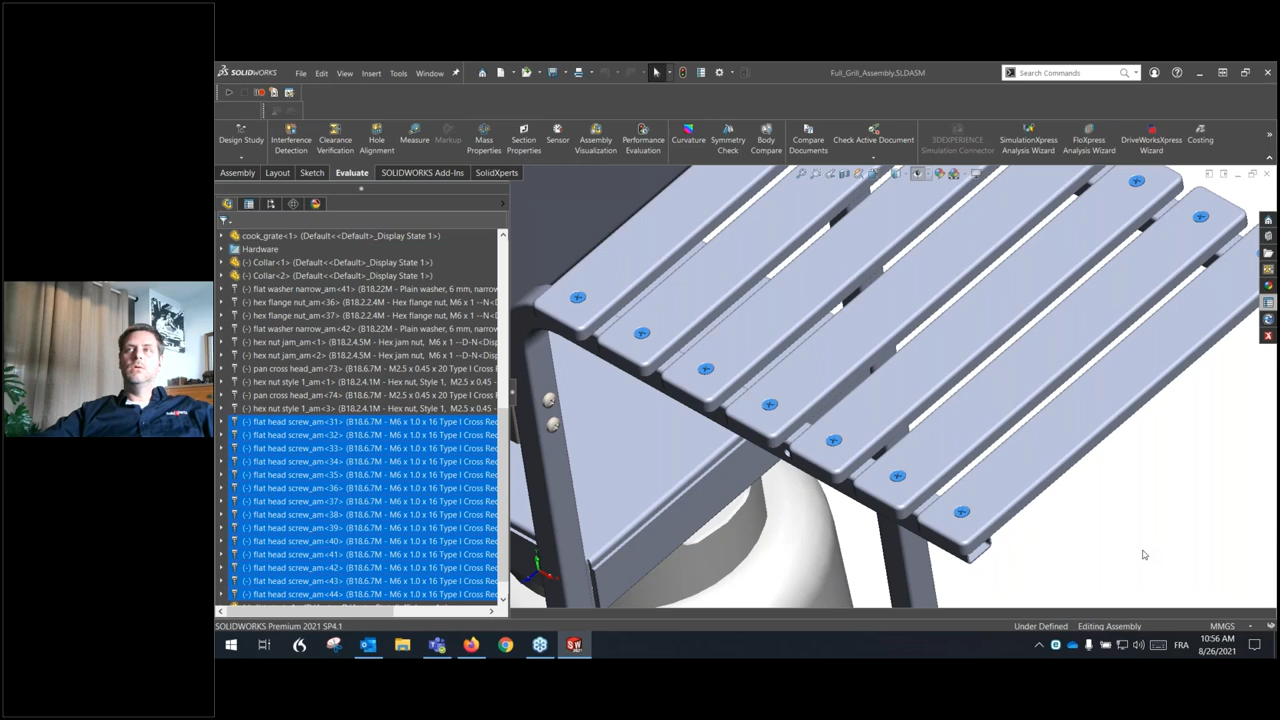 SOLIDWORKS File Edit View Insert Tools Window Full_Grill_Assembly.SLDASM Search Commands
Design Study Interference Detection Clearance Verification Hole Alignment Measure Markup Mass Properties Section Properties Sensor Assembly Visualization Performance Evaluation Curvature Symmetry Check Body Compare Compare Documents Check Active Document 3DEXPERIENCE Simulation Connector SimulationXpress Analysis Wizard FloXpress Analysis Wizard DriveWorksXpress Wizard Costing
Assembly Layout Sketch Evaluate SOLIDWORKS Add-Ins SolidXperts
cook_grate<1> (Default<<Default>_Display State 1>)
Hardware
(-) Collar<1> (Default<<Default>_Display State 1>)
(-) Collar<2> (Default<<Default>_Display State 1>)
(-) flat washer narrow_am<41> (B18.22M - Plain washer, 6 mm, narrow
(-) hex flange nut_am<36> (B18.2.2.4M - Hex flange nut, M6 x 1 --N<D
(-) hex flange nut_am<37> (B18.2.2.4M - Hex flange nut, M6 x 1 --N<D
(-) flat washer narrow_am<42> (B18.22M - Plain washer, 6 mm, narrow
(-) hex nut jam_am<1> (B18.2.4.5M - Hex jam nut, M6 x 1 --D-N<Disp
(-) hex nut jam_am<2> (B18.2.4.5M - Hex jam nut, M6 x 1 --D-N<Disp
(-) pan cross head_am<73> (B18.6.7M - M2.5 x 0.45 x 20 Type I Cross
(-) hex nut style 1_am<1> (B18.2.4.1M - Hex nut, Style 1, M2.5 x 0.45 -
(-) pan cross head_am<74> (B18.6.7M - M2.5 x 0.45 x 20 Type I Cross
(-) hex nut style 1_am<3> (B18.2.4.1M - Hex nut, Style 1, M2.5 x 0.45 -
(-) flat head screw_am<31> (B18.6.7M - M6 x 1.0 x 16 Type I Cross Rec
(-) flat head screw_am<32> (B18.6.7M - M6 x 1.0 x 16 Type I Cross Rec
(-) flat head screw_am<33> (B18.6.7M - M6 x 1.0 x 16 Type I Cross Rec
(-) flat head screw_am<34> (B18.6.7M - M6 x 1.0 x 16 Type I Cross Rec
(-) flat head screw_am<35> (B18.6.7M - M6 x 1.0 x 16 Type I Cross Rec
(-) flat head screw_am<36> (B18.6.7M - M6 x 1.0 x 16 Type I Cross Rec
(-) flat head screw_am<37> (B18.6.7M - M6 x 1.0 x 16 Type I Cross Rec
(-) flat head screw_am<38> (B18.6.7M - M6 x 1.0 x 16 Type I Cross Rec
(-) flat head screw_am<39> (B18.6.7M - M6 x 1.0 x 16 Type I Cross Rec
(-) flat head screw_am<40> (B18.6.7M - M6 x 1.0 x 16 Type I Cross Rec
(-) flat head screw_am<41> (B18.6.7M - M6 x 1.0 x 16 Type I Cross Rec
(-) flat head screw_am<42> (B18.6.7M - M6 x 1.0 x 16 Type I Cross Rec
(-) flat head screw_am<43> (B18.6.7M - M6 x 1.0 x 16 Type I Cross Rec
(-) flat head screw_am<44> (B18.6.7M - M6 x 1.0 x 16 Type I Cross Rec
SOLIDWORKS Premium 2021 SP4.1 Under Defined Editing Assembly MMGS
FRA 10:56 AM
8/26/2021